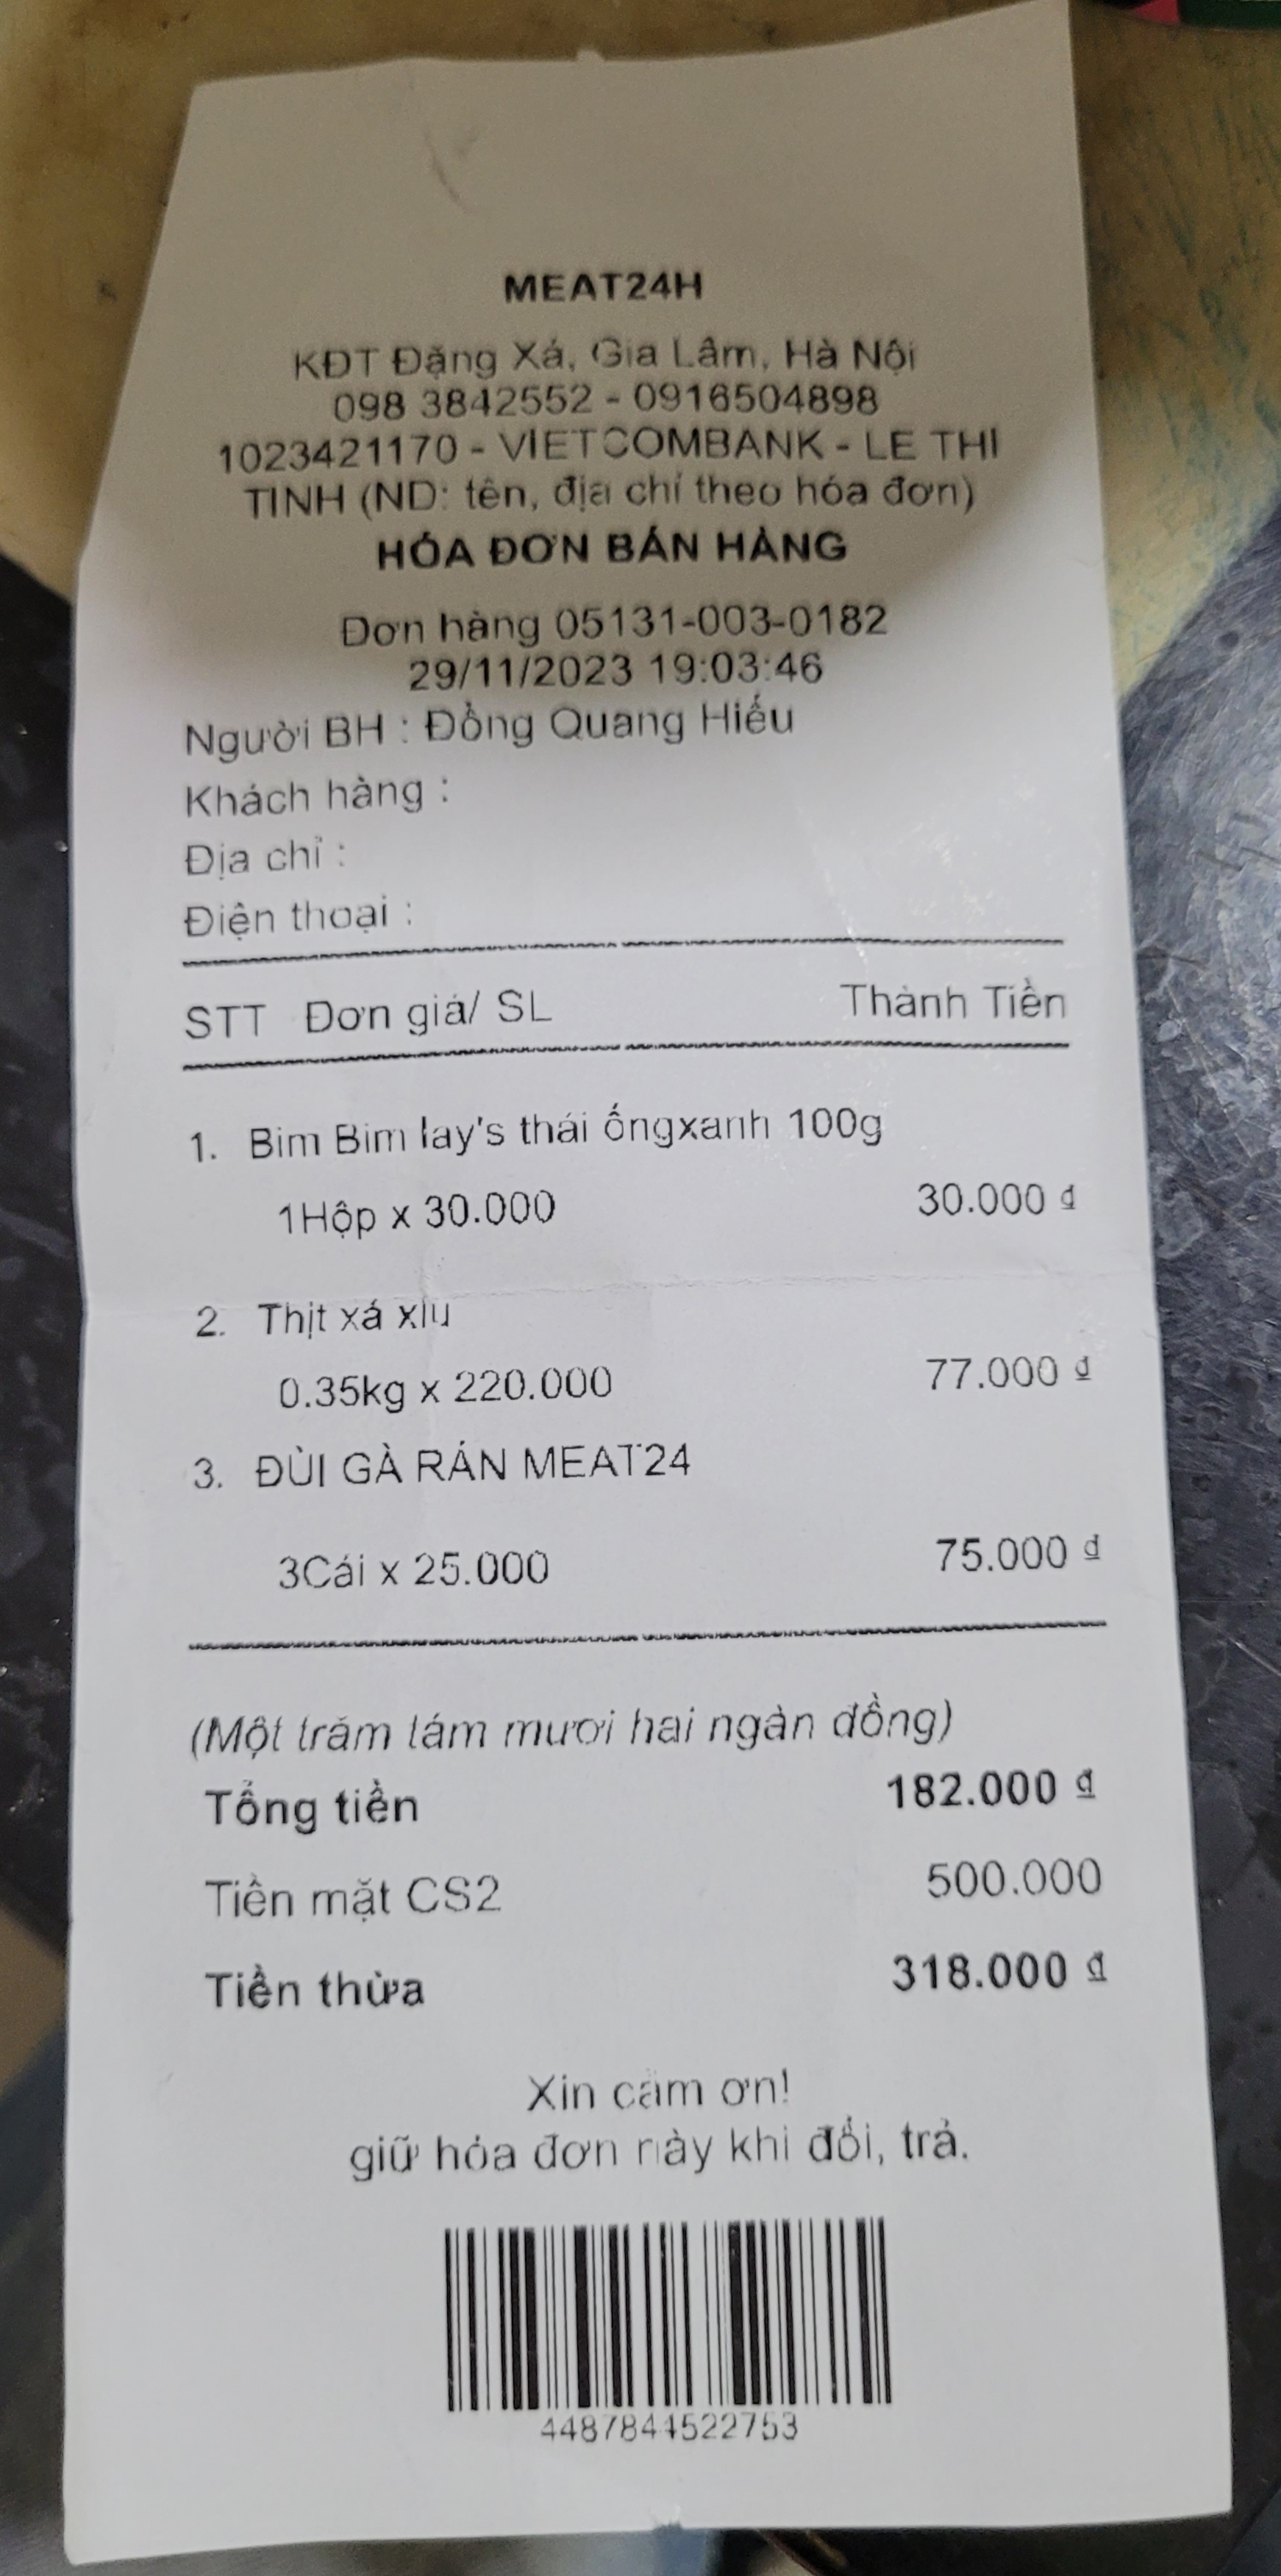 MEAT24H
KĐT Đặng Xá, Gia Lâm, Hà Nội
098 3842552 - 0916504898
1023421170 - VIETCOMBANK - LE THI
TINH (ND: tên, địa chỉ theo hóa đơn)
HÓA ĐƠN BÁN HÀNG
Đơn hàng 05131-003-0182
29/11/2023 19:03:46
Người BH : Đồng Quang Hiếu
Khách hàng :
Địa chỉ :
Điện thoại :
STT Đơn giá/ SL Thành Tiền
1. Bim Bim lay's thái ốngxanh 100g
1Hộp x 30.000 30.000 đ
2. Thịt xá xíu
0.35kg x 220.000 77.000 đ
3. ĐÙI GÀ RÁN MEAT24
3Cái x 25.000 75.000 đ
(Một trăm tám mươi hai ngàn đồng)
Tổng tiền 182.000 đ
Tiền mặt CS2 500.000
Tiền thừa 318.000 đ
Xin cảm ơn!
giữ hóa đơn này khi đổi, trả.
4487844522753